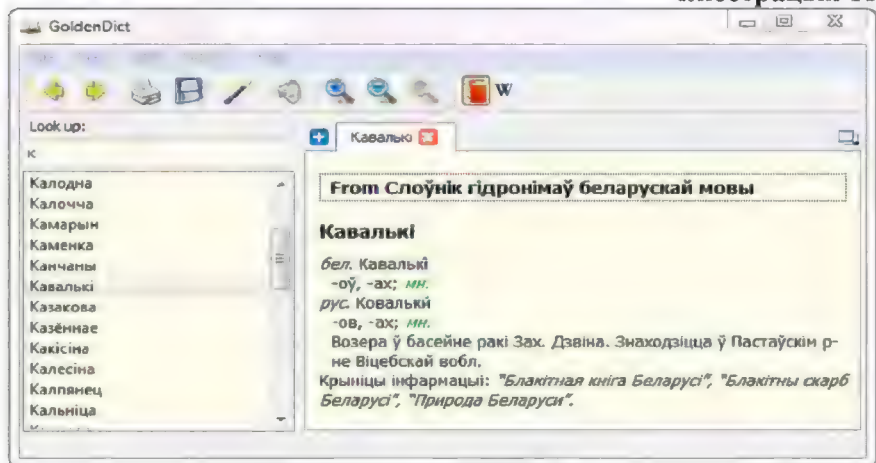 GoldenDict
W
Look up:
к
Калодна
Калочча
Камарын
Каменка
Канчаны
Кавалькі
Казакова
Казённае
Какісіна
Калесіна
Калпянец
Кальніца
Кавалькі
From Слоўнік гідронімаў беларускай мовы
Кавалькі
бел. Кавалькі
-оў, -ах; мн.
рус. Ковальки
-ов, -ах; мн.
Возера ў басейне ракі Зах. Дзвіна. Знаходзіцца ў Пастаўскім р-
не Віцебскай вобл.
Крыніцы інфармацыі: "Блакітная кніга Беларусі", "Блакітны скарб
Беларусі", "Природа Беларуси".